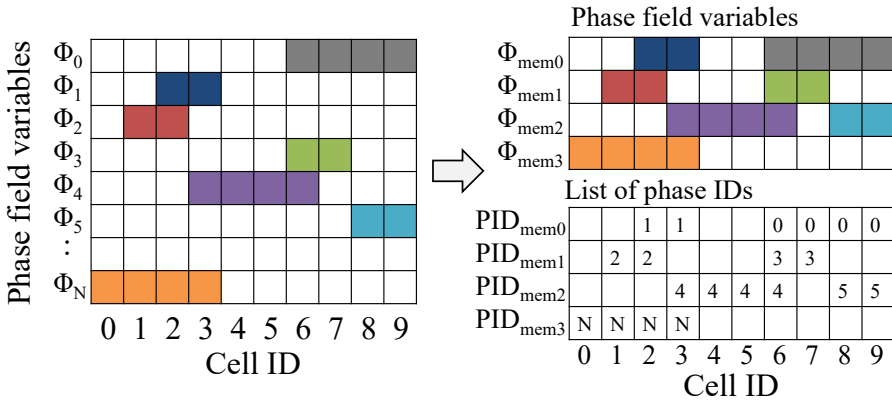 Phase field variables
Φ0
Φ1
Φ2
Φ3
Φ4
Φ5
:
ΦN
0 1 2 3 4 5 6 7 8 9
Cell ID
Phase field variables
Φmem0
Φmem1
Φmem2
Φmem3
List of phase IDs
PIDmem0 1 1 0 0 0 0
PIDmem1 2 2 3 3
PIDmem2 4 4 4 4 5 5
PIDmem3 N N N N
0 1 2 3 4 5 6 7 8 9
Cell ID